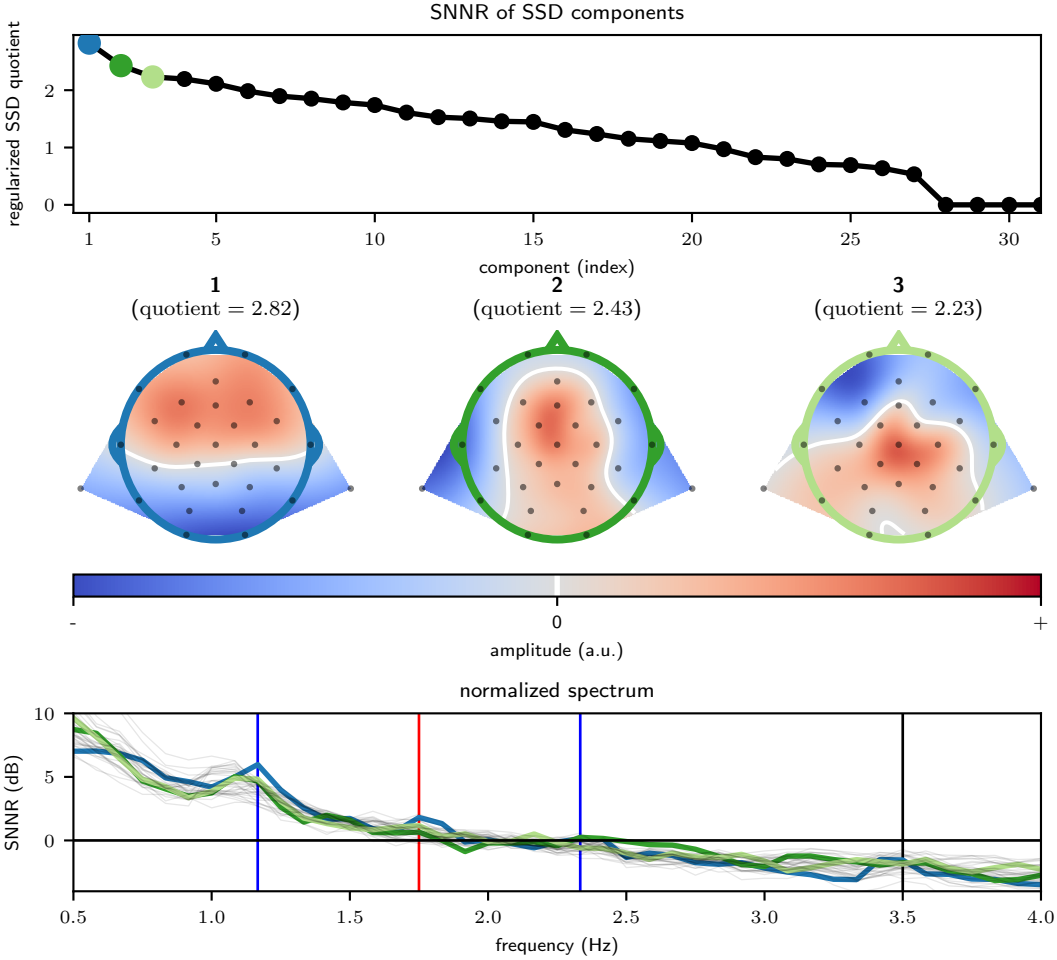 SNNR of SSD components
regularized SSD quotient
2
1
0
1 5 10 15 20 25 30
component (index)
1 2 3
(quotient = 2.82) (quotient = 2.43) (quotient = 2.23)
- 0 +
amplitude (a.u.)
normalized spectrum
SNNR (dB)
10
5
0
0.5 1.0 1.5 2.0 2.5 3.0 3.5 4.0
frequency (Hz)